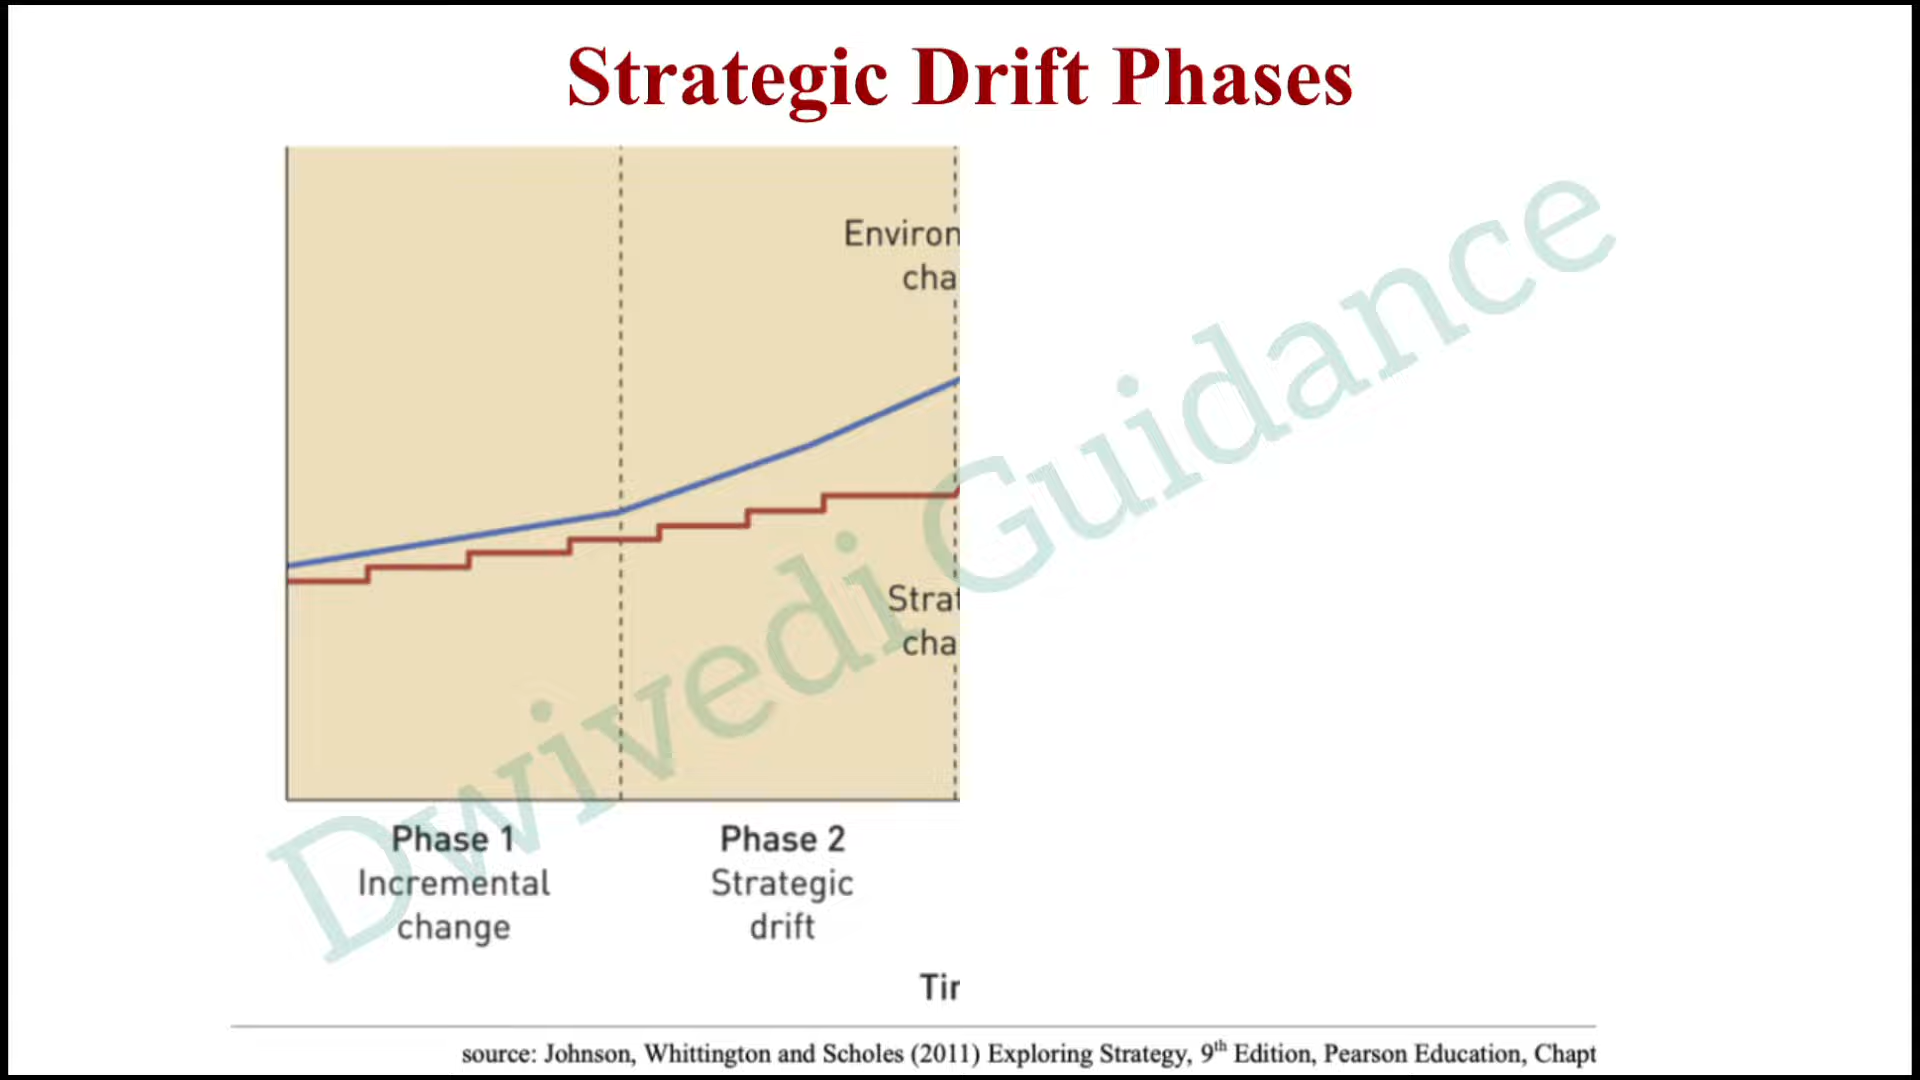 Strategic Drift Phases
Environ
cha
Strat
cha
Phase 1
Incremental
change
Phase 2
Strategic
drift
Tir
source: Johnson, Whittington and Scholes (2011) Exploring Strategy, 9th Edition, Pearson Education, Chapt
Dwivedi Guidance